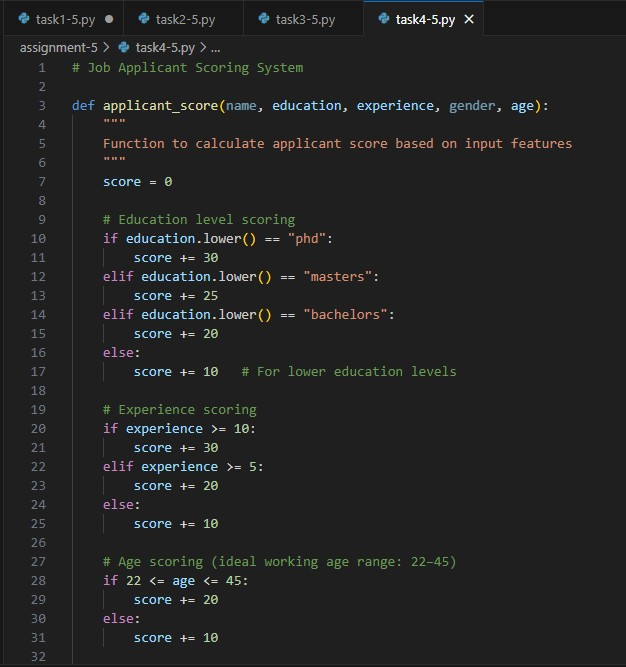 task1-5.py task2-5.py task3-5.py task4-5.py
assignment-5 > task4-5.py > ...
1 # Job Applicant Scoring System
2
3 def applicant_score(name, education, experience, gender, age):
4 """
5 Function to calculate applicant score based on input features
6 """
7 score = 0
8
9 # Education level scoring
10 if education.lower() == "phd":
11 score += 30
12 elif education.lower() == "masters":
13 score += 25
14 elif education.lower() == "bachelors":
15 score += 20
16 else:
17 score += 10 # For lower education levels
18
19 # Experience scoring
20 if experience >= 10:
21 score += 30
22 elif experience >= 5:
23 score += 20
24 else:
25 score += 10
26
27 # Age scoring (ideal working age range: 22–45)
28 if 22 <= age <= 45:
29 score += 20
30 else:
31 score += 10
32